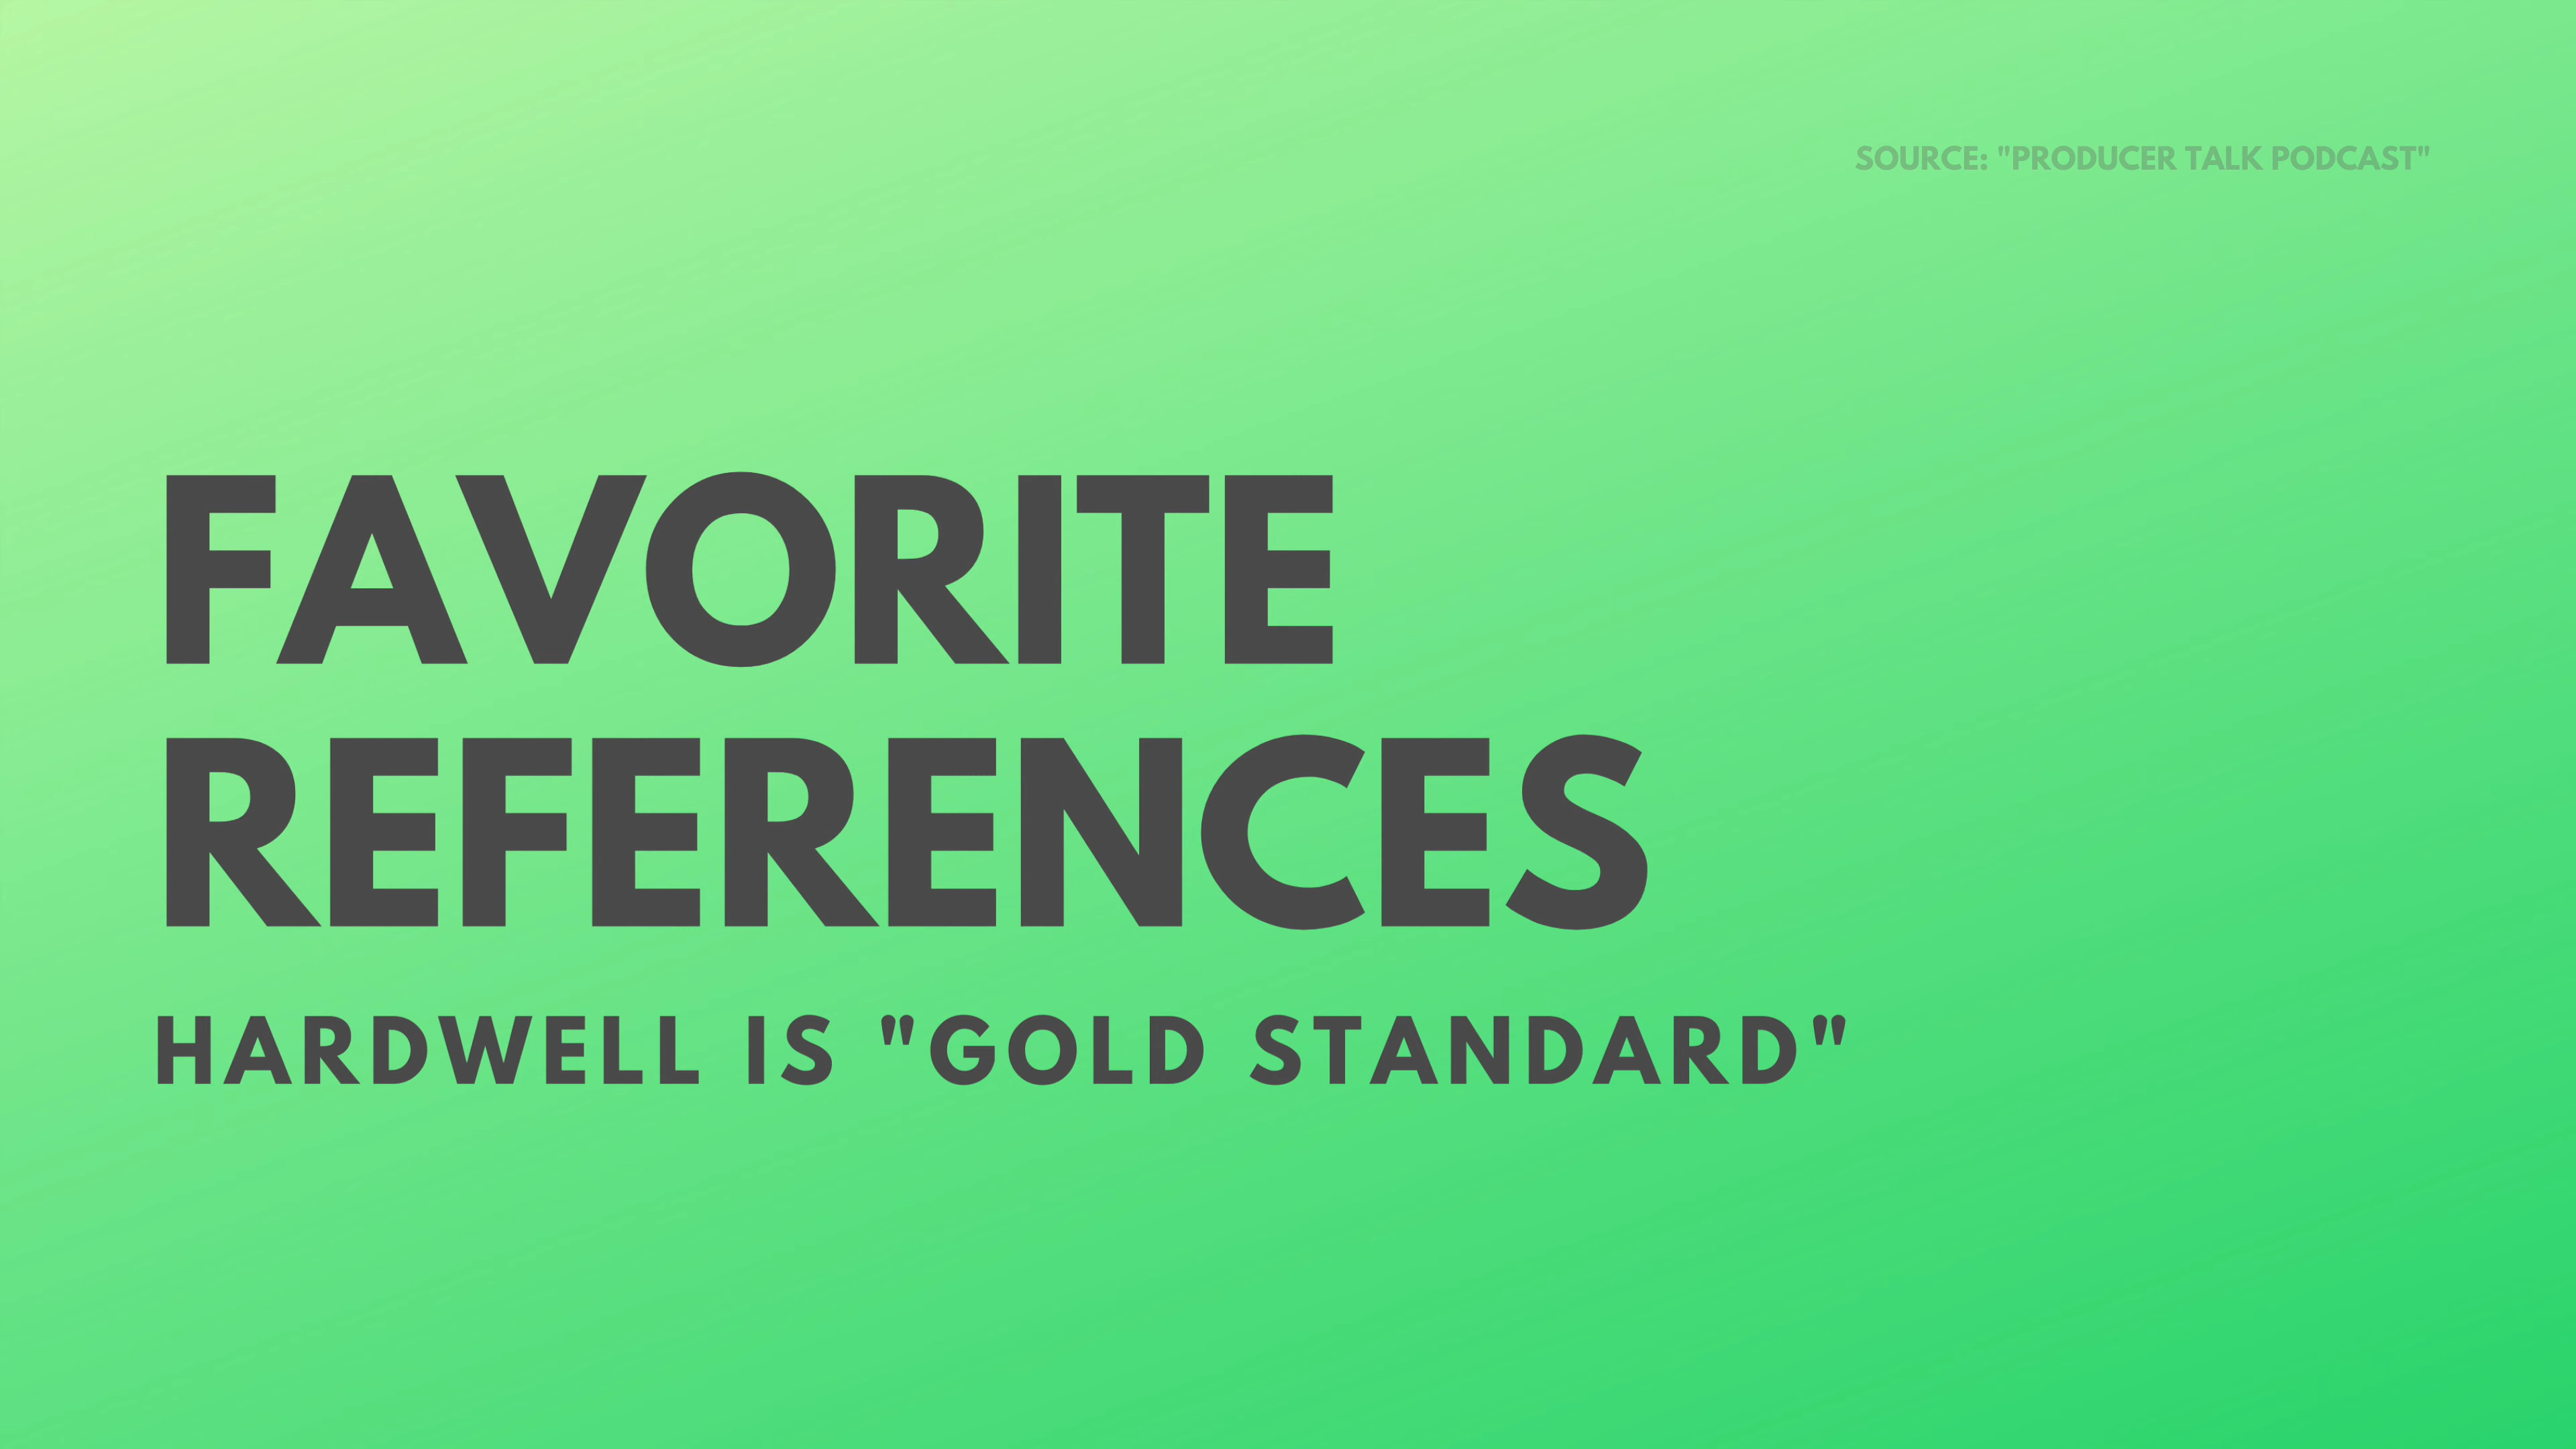 SOURCE: "PRODUCER TALK PODCAST"
FAVORITE
REFERENCES
HARDWELL IS "GOLD STANDARD"